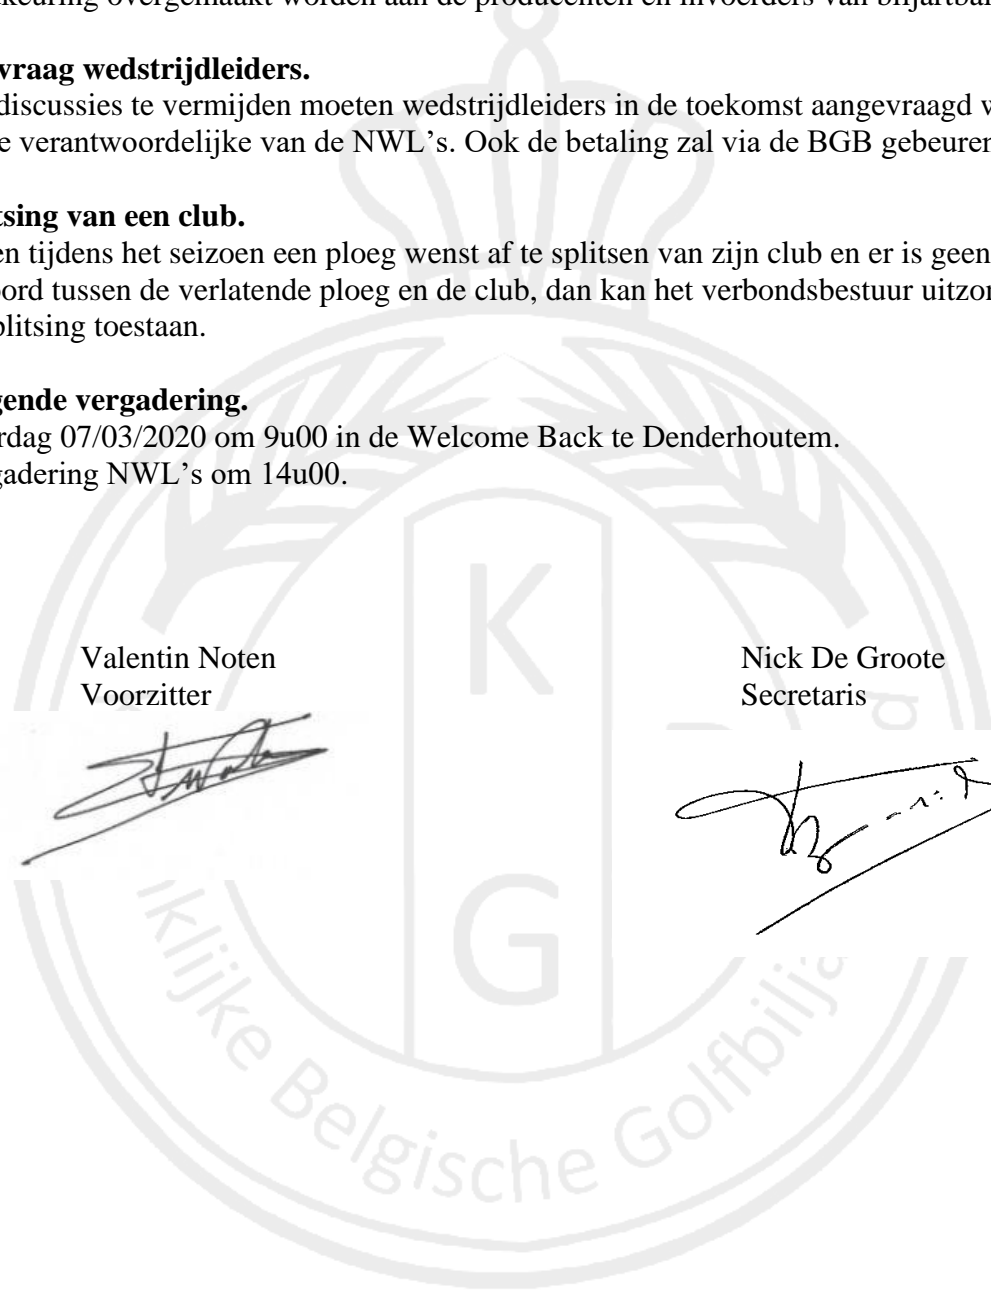 keuring overgemaakt worden aan de producenten en invoerders van biljartbal
vraag wedstrijdleiders.
discussies te vermijden moeten wedstrijdleiders in de toekomst aangevraagd w
e verantwoordelijke van de NWL's. Ook de betaling zal via de BGB gebeuren
tsing van een club.
en tijdens het seizoen een ploeg wenst af te splitsen van zijn club en er is geen
oord tussen de verlatende ploeg en de club, dan kan het verbondsbestuur uitzon
plitsing toestaan.
gende vergadering.
rdag 07/03/2020 om 9u00 in de Welcome Back te Denderhoutem.
gadering NWL's om 14u00.
Valentin Noten
Nick De Groote
Voorzitter
Secretaris
K
G
klijke Belgische Golfbilja
d